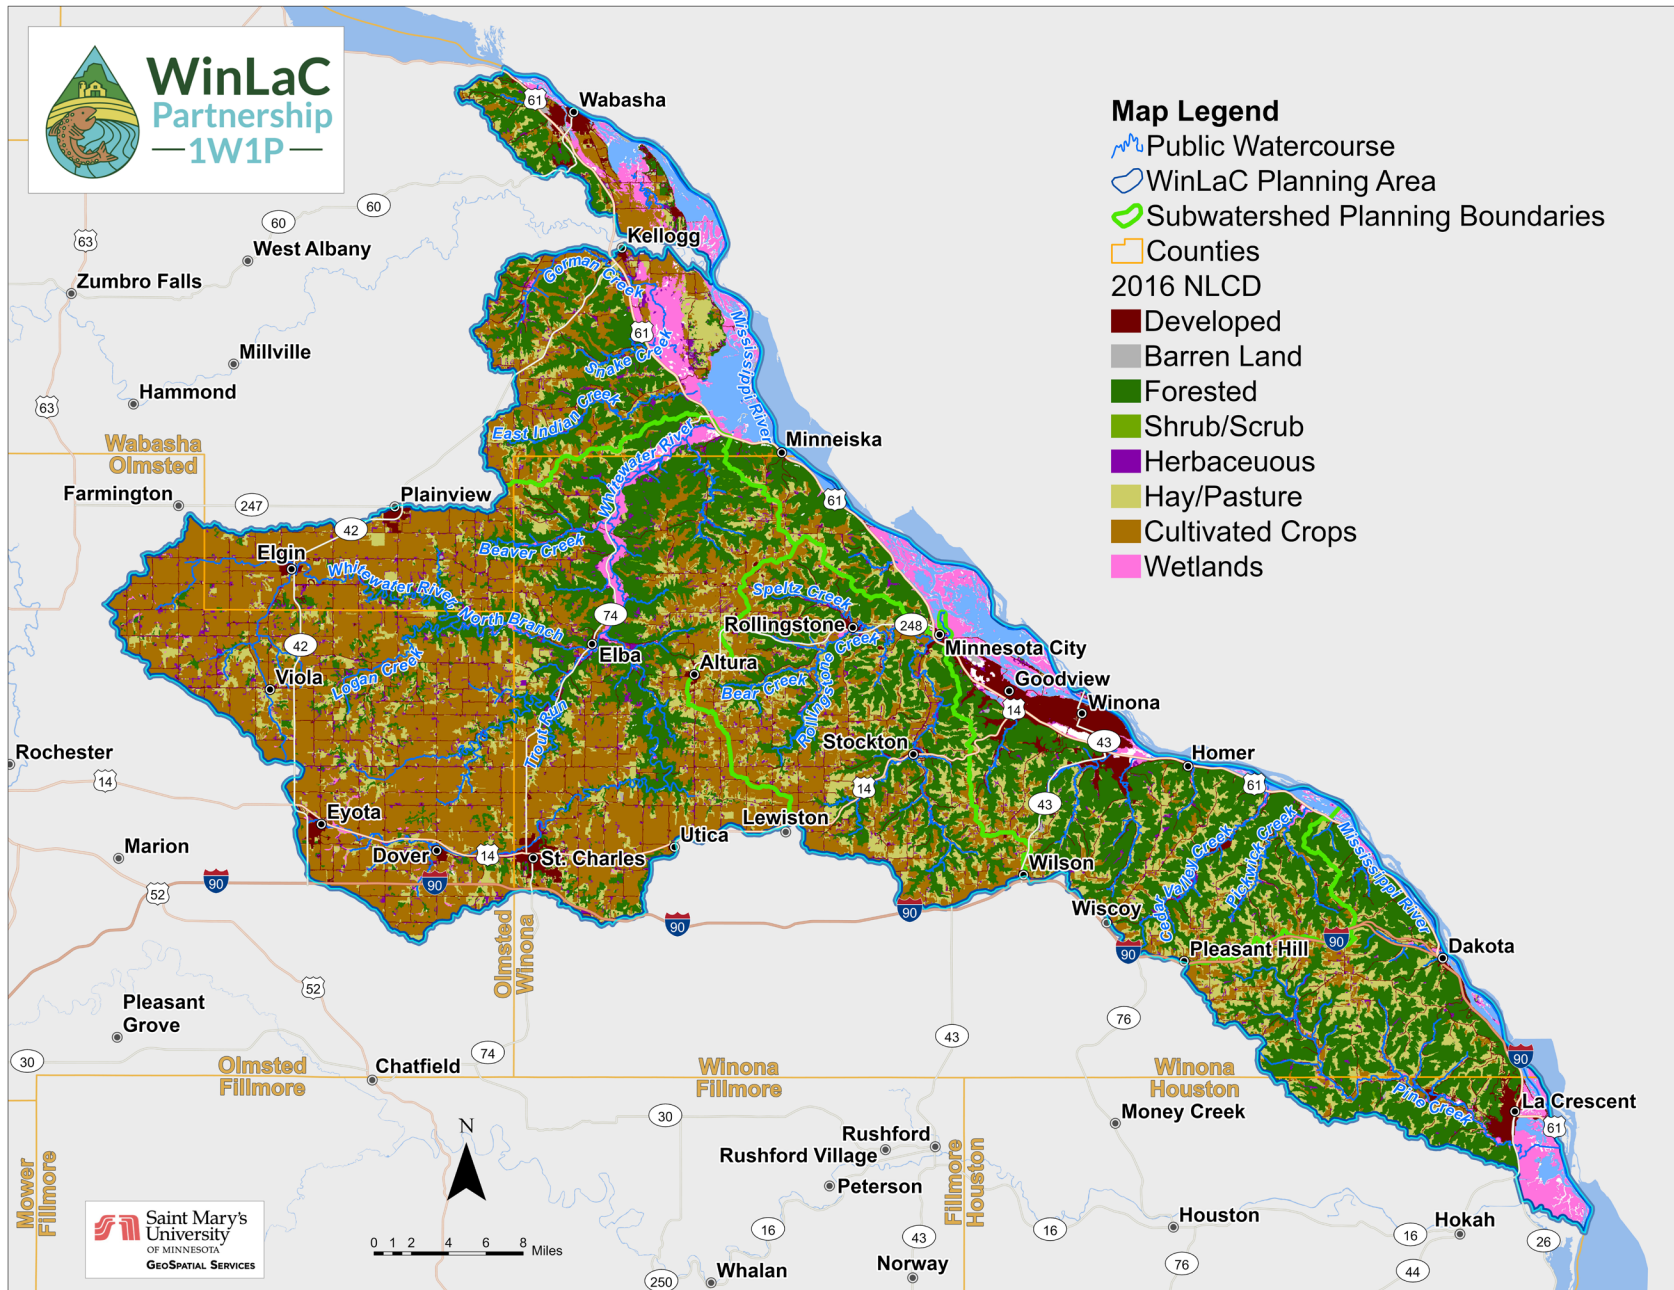 WinLaC
Partnership
1W1P
Map Legend
Public Watercourse
WinLaC Planning Area
Subwatershed Planning Boundaries
Counties
2016 NLCD
Developed
Barren Land
Forested
Shrub/Scrub
Herbaceuous
Hay/Pasture
Cultivated Crops
Wetlands
61
Wabasha
60
60
63
West Albany
Kellogg
Zumbro Falls
Gorman Creek
61
Mississippi River
Millville
Snake Creek
Hammond
63
East Indian Creek
Wabasha
Olmsted
Whitewater River
Minneiska
Farmington
247
Plainview
61
42
Elgin
Beaver Creek
Whitewater River, North Branch
Speltz Creek
74
Rollingstone
248
42
Elba
Minnesota City
Logan Creek
Altura
Viola
Bear Creek
Rollingstone Creek
Goodview
14
Winona
Trout Run
Stockton
43
Rochester
14
Homer
61
14
43
Eyota
Lewiston
Utica
Mississippi River
Marion
Dover
14
St. Charles
Wilson
Cedar Valley Creek
Pickwick Creek
90
90
52
90
90
Wiscoy
90
90
Olmsted
Winona
Pleasant Hill
Dakota
52
Pleasant
Grove
76
43
30
74
90
Olmsted
Fillmore
Chatfield
Winona
Fillmore
Winona
Houston
Pine Creek
La Crescent
61
30
Money Creek
N
Rushford
Rushford Village
Peterson
Mower
Fillmore
Fillmore
Houston
Saint Mary's
University
OF MINNESOTA
GEOSPATIAL SERVICES
0 1 2 4 6 8 Miles
16
43
16
Houston
16
Hokah
26
Norway
76
44
250
Whalan